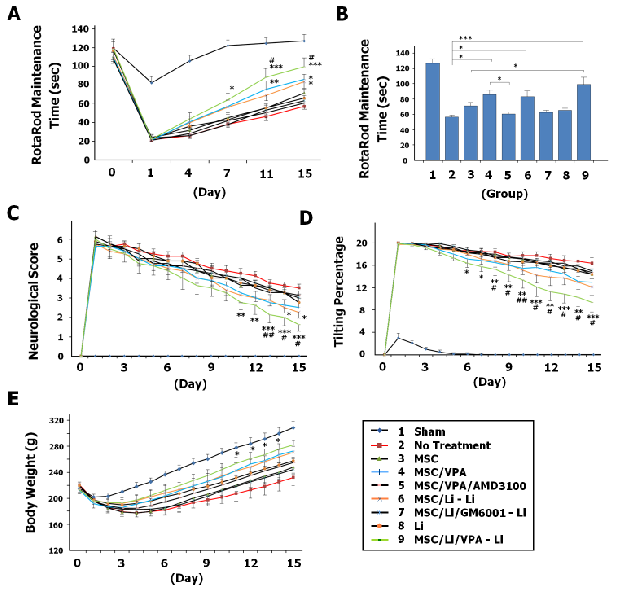 A
RotaRod Maintenance
Time (sec)
140
120
100
80
60
40
20
0
#
***
**
*
#
***
*
*
0 1 4 7 11 15
(Day)
B
RotaRod Maintenance
Time (sec)
160
140
120
100
80
60
40
20
0
***
*
*
*
*
1 2 3 4 5 6 7 8 9
(Group)
C
Neurological Score
6
5
4
3
2
1
0
** ** *** *** ***
## # #
* *
0 3 6 9 12 15
(Day)
D
Tilting Percentage
20
16
12
8
4
0
* * ** ** ** *** ** *** ** ***
# # ## # # # # #
0 3 6 9 12 15
(Day)
E
Body Weight (g)
320
280
240
200
160
120
* * * *
0 3 6 9 12 15
(Day)
1 Sham
2 No Treatment
3 MSC
4 MSC/VPA
5 MSC/VPA/AMD3100
6 MSC/Li - Li
7 MSC/LI/GM6001 - LI
8 Li
9 MSC/LI/VPA - LI